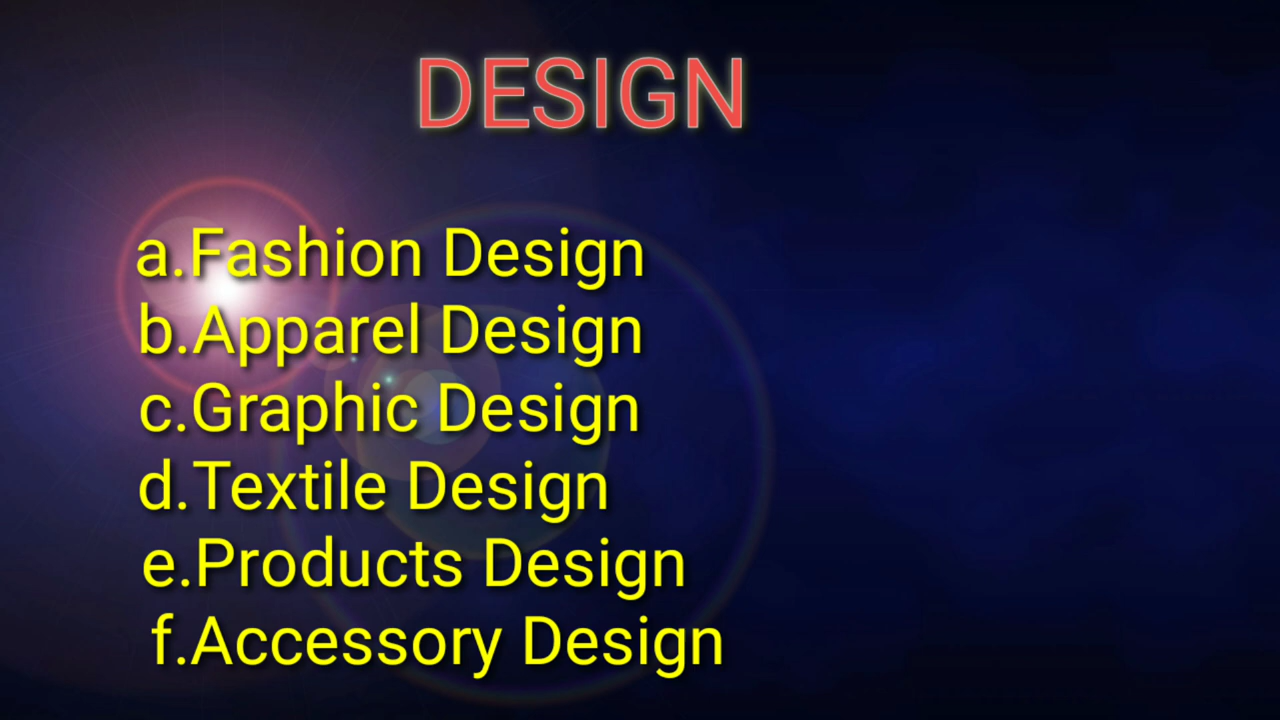 DESIGN
a.Fashion Design
b.Apparel Design
c.Graphic Design
d.Textile Design
e.Products Design
f.Accessory Design